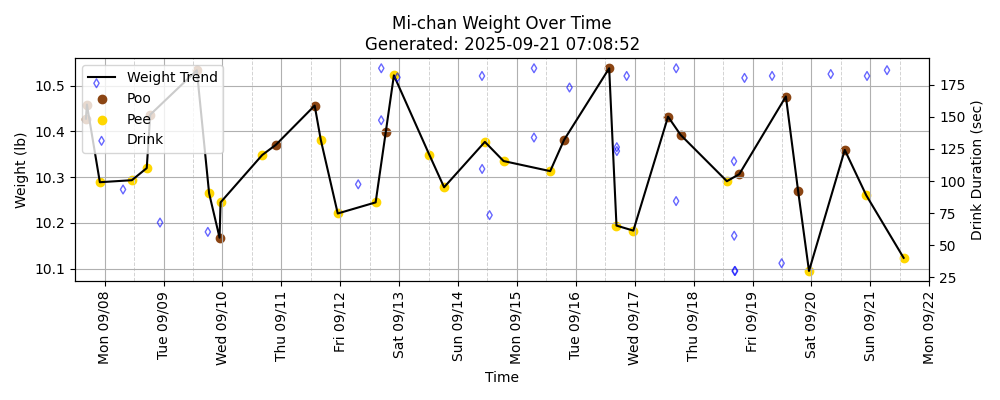 Mi-chan Weight Over Time
Generated: 2025-09-21 07:08:52
Weight Trend
Poo
Pee
Drink
Weight (lb)
10.5
10.4
10.3
10.2
10.1
175
150
125
100
75
50
25
Drink Duration (sec)
Mon 09/08
Tue 09/09
Wed 09/10
Thu 09/11
Fri 09/12
Sat 09/13
Sun 09/14
Mon 09/15
Tue 09/16
Wed 09/17
Thu 09/18
Fri 09/19
Sat 09/20
Sun 09/21
Mon 09/22
Time